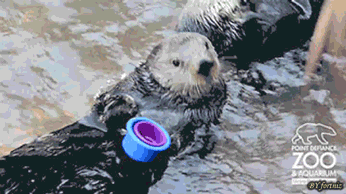 POINT DEFIANCE
ZOO
& AQUARIUM
BY fortniz